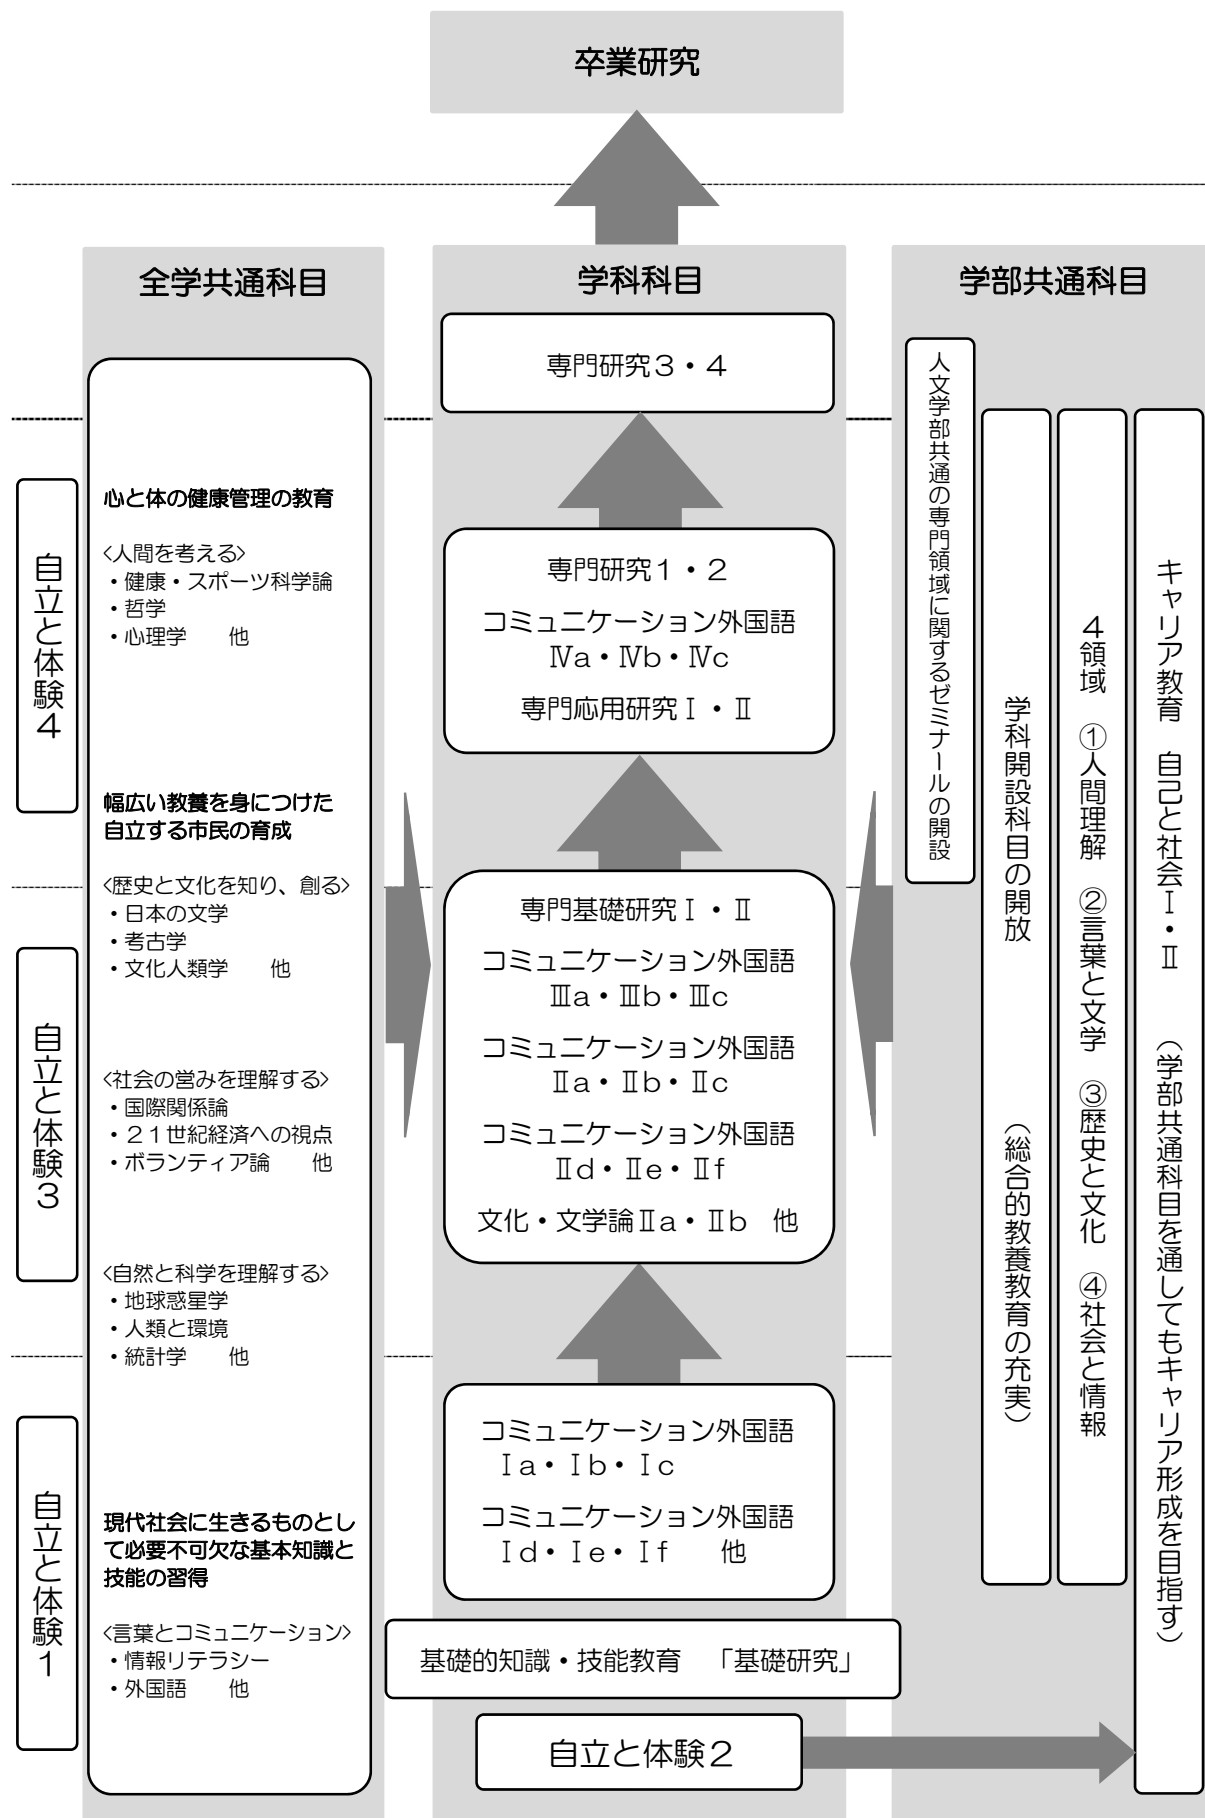 卒業研究
全学共通科目
学科科目
学部共通科目
専門研究３・４
自立と体験４
自立と体験３
自立と体験１
心と体の健康管理の教育
<人間を考える>
・健康・スポーツ科学論
・哲学
・心理学　　他
幅広い教養を身につけた
自立する市民の育成
<歴史と文化を知り、創る>
・日本の文学
・考古学
・文化人類学　　他
<社会の営みを理解する>
・国際関係論
・２１世紀経済への視点
・ボランティア論　　他
<自然と科学を理解する>
・地球惑星学
・人類と環境
・統計学　　他
現代社会に生きるものとし
て必要不可欠な基本知識と
技能の習得
<言葉とコミュニケーション>
・情報リテラシー
・外国語　　他
専門研究１・２
コミュニケーション外国語
Ⅳa・Ⅳb・Ⅳc
専門応用研究Ⅰ・Ⅱ
専門基礎研究Ⅰ・Ⅱ
コミュニケーション外国語
Ⅲa・Ⅲb・Ⅲc
コミュニケーション外国語
Ⅱa・Ⅱb・Ⅱc
コミュニケーション外国語
Ⅱd・Ⅱe・Ⅱf
文化・文学論Ⅱa・Ⅱb　他
コミュニケーション外国語
Ⅰa・Ⅰb・Ⅰc
コミュニケーション外国語
Ⅰd・Ⅰe・Ⅰf　　他
基礎的知識・技能教育　「基礎研究」
自立と体験２
人文学部共通の専門領域に関するゼミナールの開設
学科開設科目の開放　　（総合的教養教育の充実）
４領域　①人間理解　②言葉と文学　③歴史と文化　④社会と情報
キャリア教育　自己と社会Ⅰ・Ⅱ　　（学部共通科目を通してもキャリア形成を目指す）